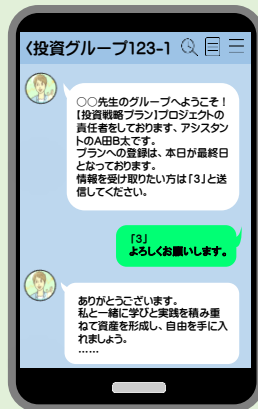 〈投資グループ123-1
○○先生のグループへようこそ！
【投資戦略プラン】プロジェクトの
責任者をしております、アシスタン
トのA田B太です。
プランへの登録は、本日が最終日
となっております。
情報を受け取りたい方は「3」と送
信してください。
「3」
よろしくお願いします。
ありがとうございます。
私と一緒に学びと実践を積み重
ねて資産を形成し、自由を手に入
れましょう。
……